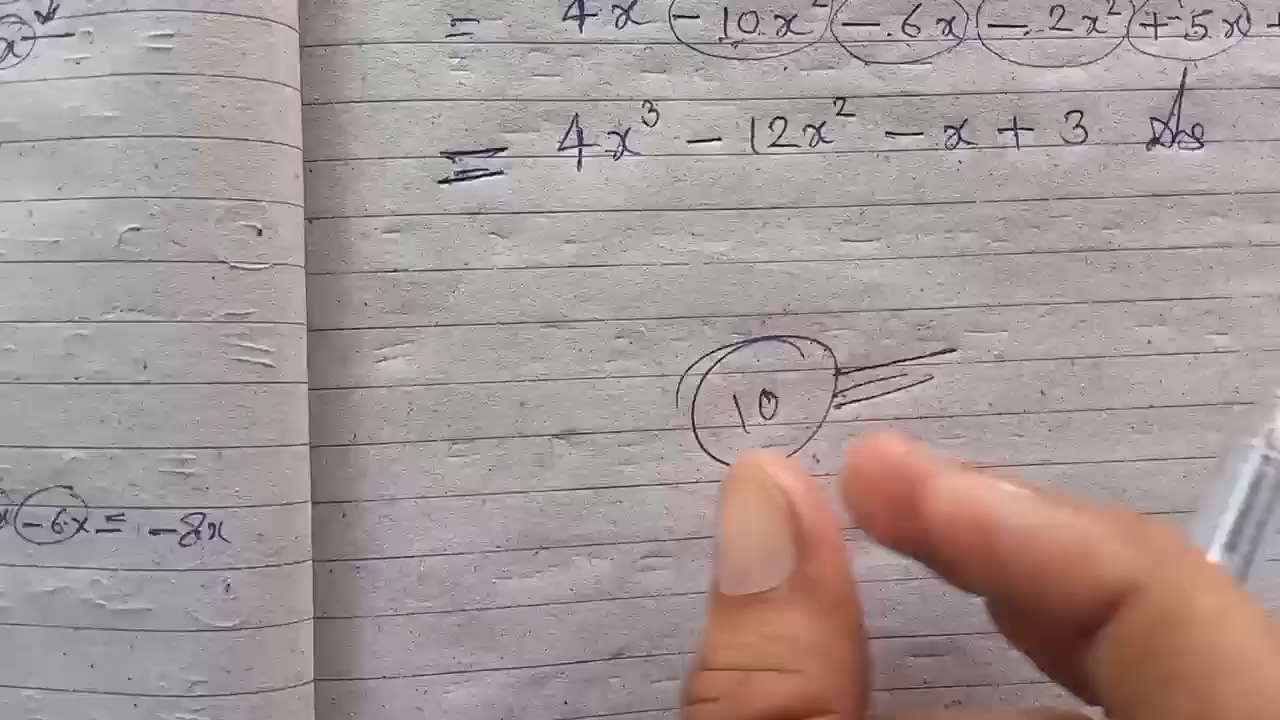 = 4x - 10x² - 6x - 2x² + 5x +
= 4x³ - 12x² - x + 3 Ans
10
x - 6x = - 8x